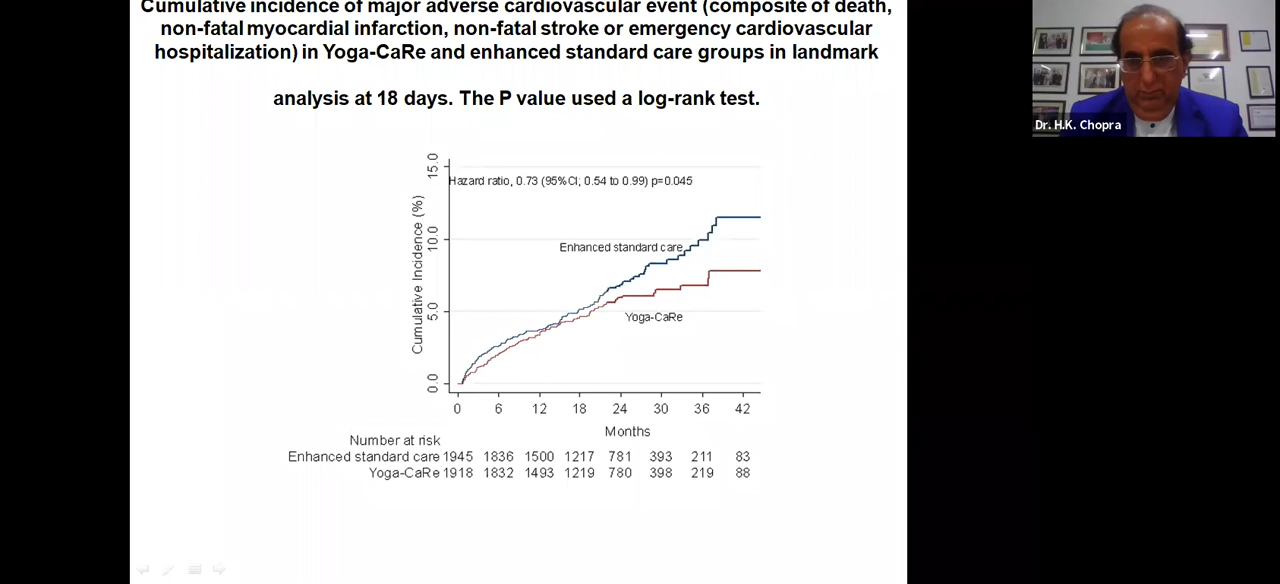 Cumulative incidence of major adverse cardiovascular event (composite of death,
non-fatal myocardial infarction, non-fatal stroke or emergency cardiovascular
hospitalization) in Yoga-CaRe and enhanced standard care groups in landmark
analysis at 18 days. The P value used a log-rank test.
Dr. H.K. Chopra
Hazard ratio, 0.73 (95%CI; 0.54 to 0.99) p=0.045
Cumulative Incidence (%)
15.0
10.0
5.0
0.0
Enhanced standard care
Yoga-CaRe
0 6 12 18 24 30 36 42
Months
Number at risk
Enhanced standard care 1945 1836 1500 1217 781 393 211 83
Yoga-CaRe 1918 1832 1493 1219 780 398 219 88